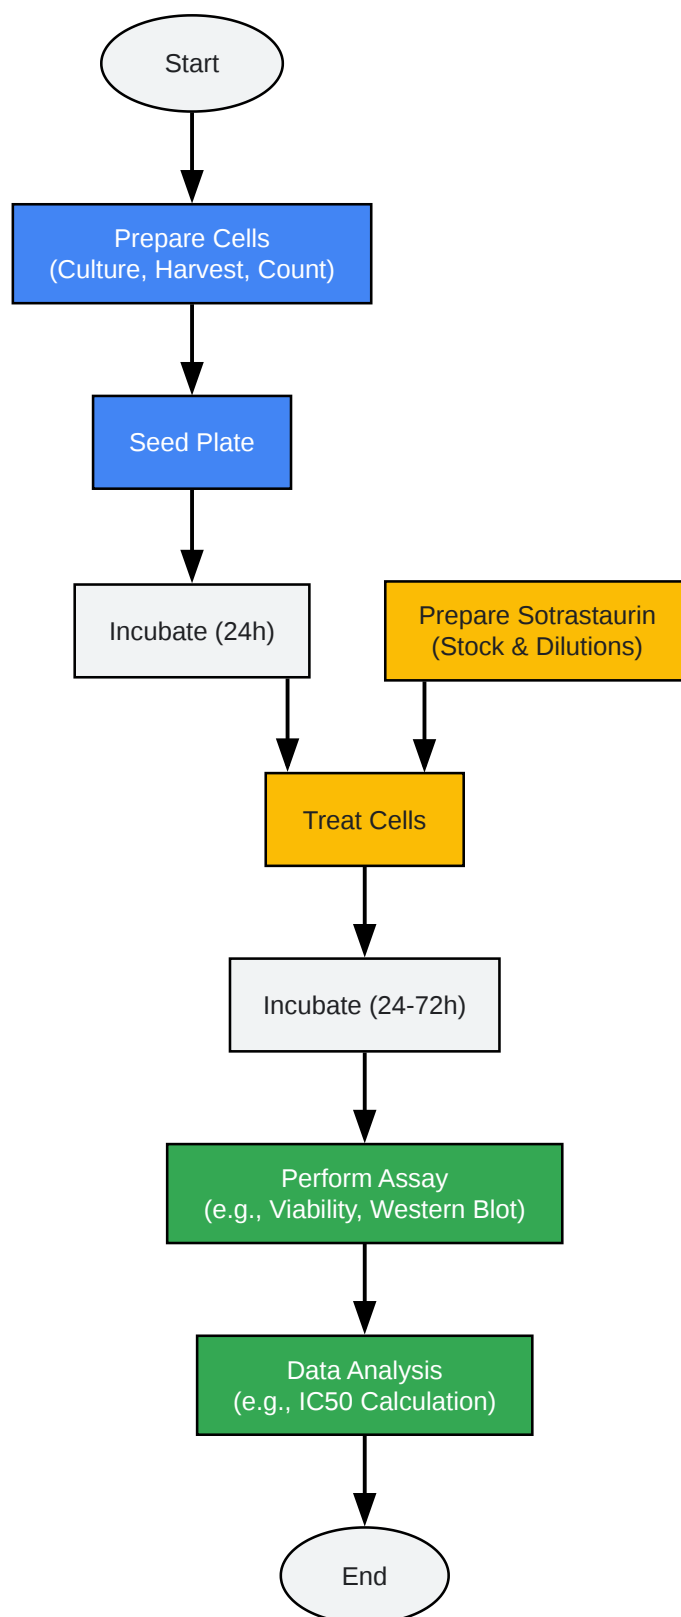 Start
Prepare Cells
(Culture, Harvest, Count)
Seed Plate
Incubate (24h)
Prepare Sotrastaurin
(Stock & Dilutions)
Treat Cells
Incubate (24-72h)
Perform Assay
(e.g., Viability, Western Blot)
Data Analysis
(e.g., IC50 Calculation)
End